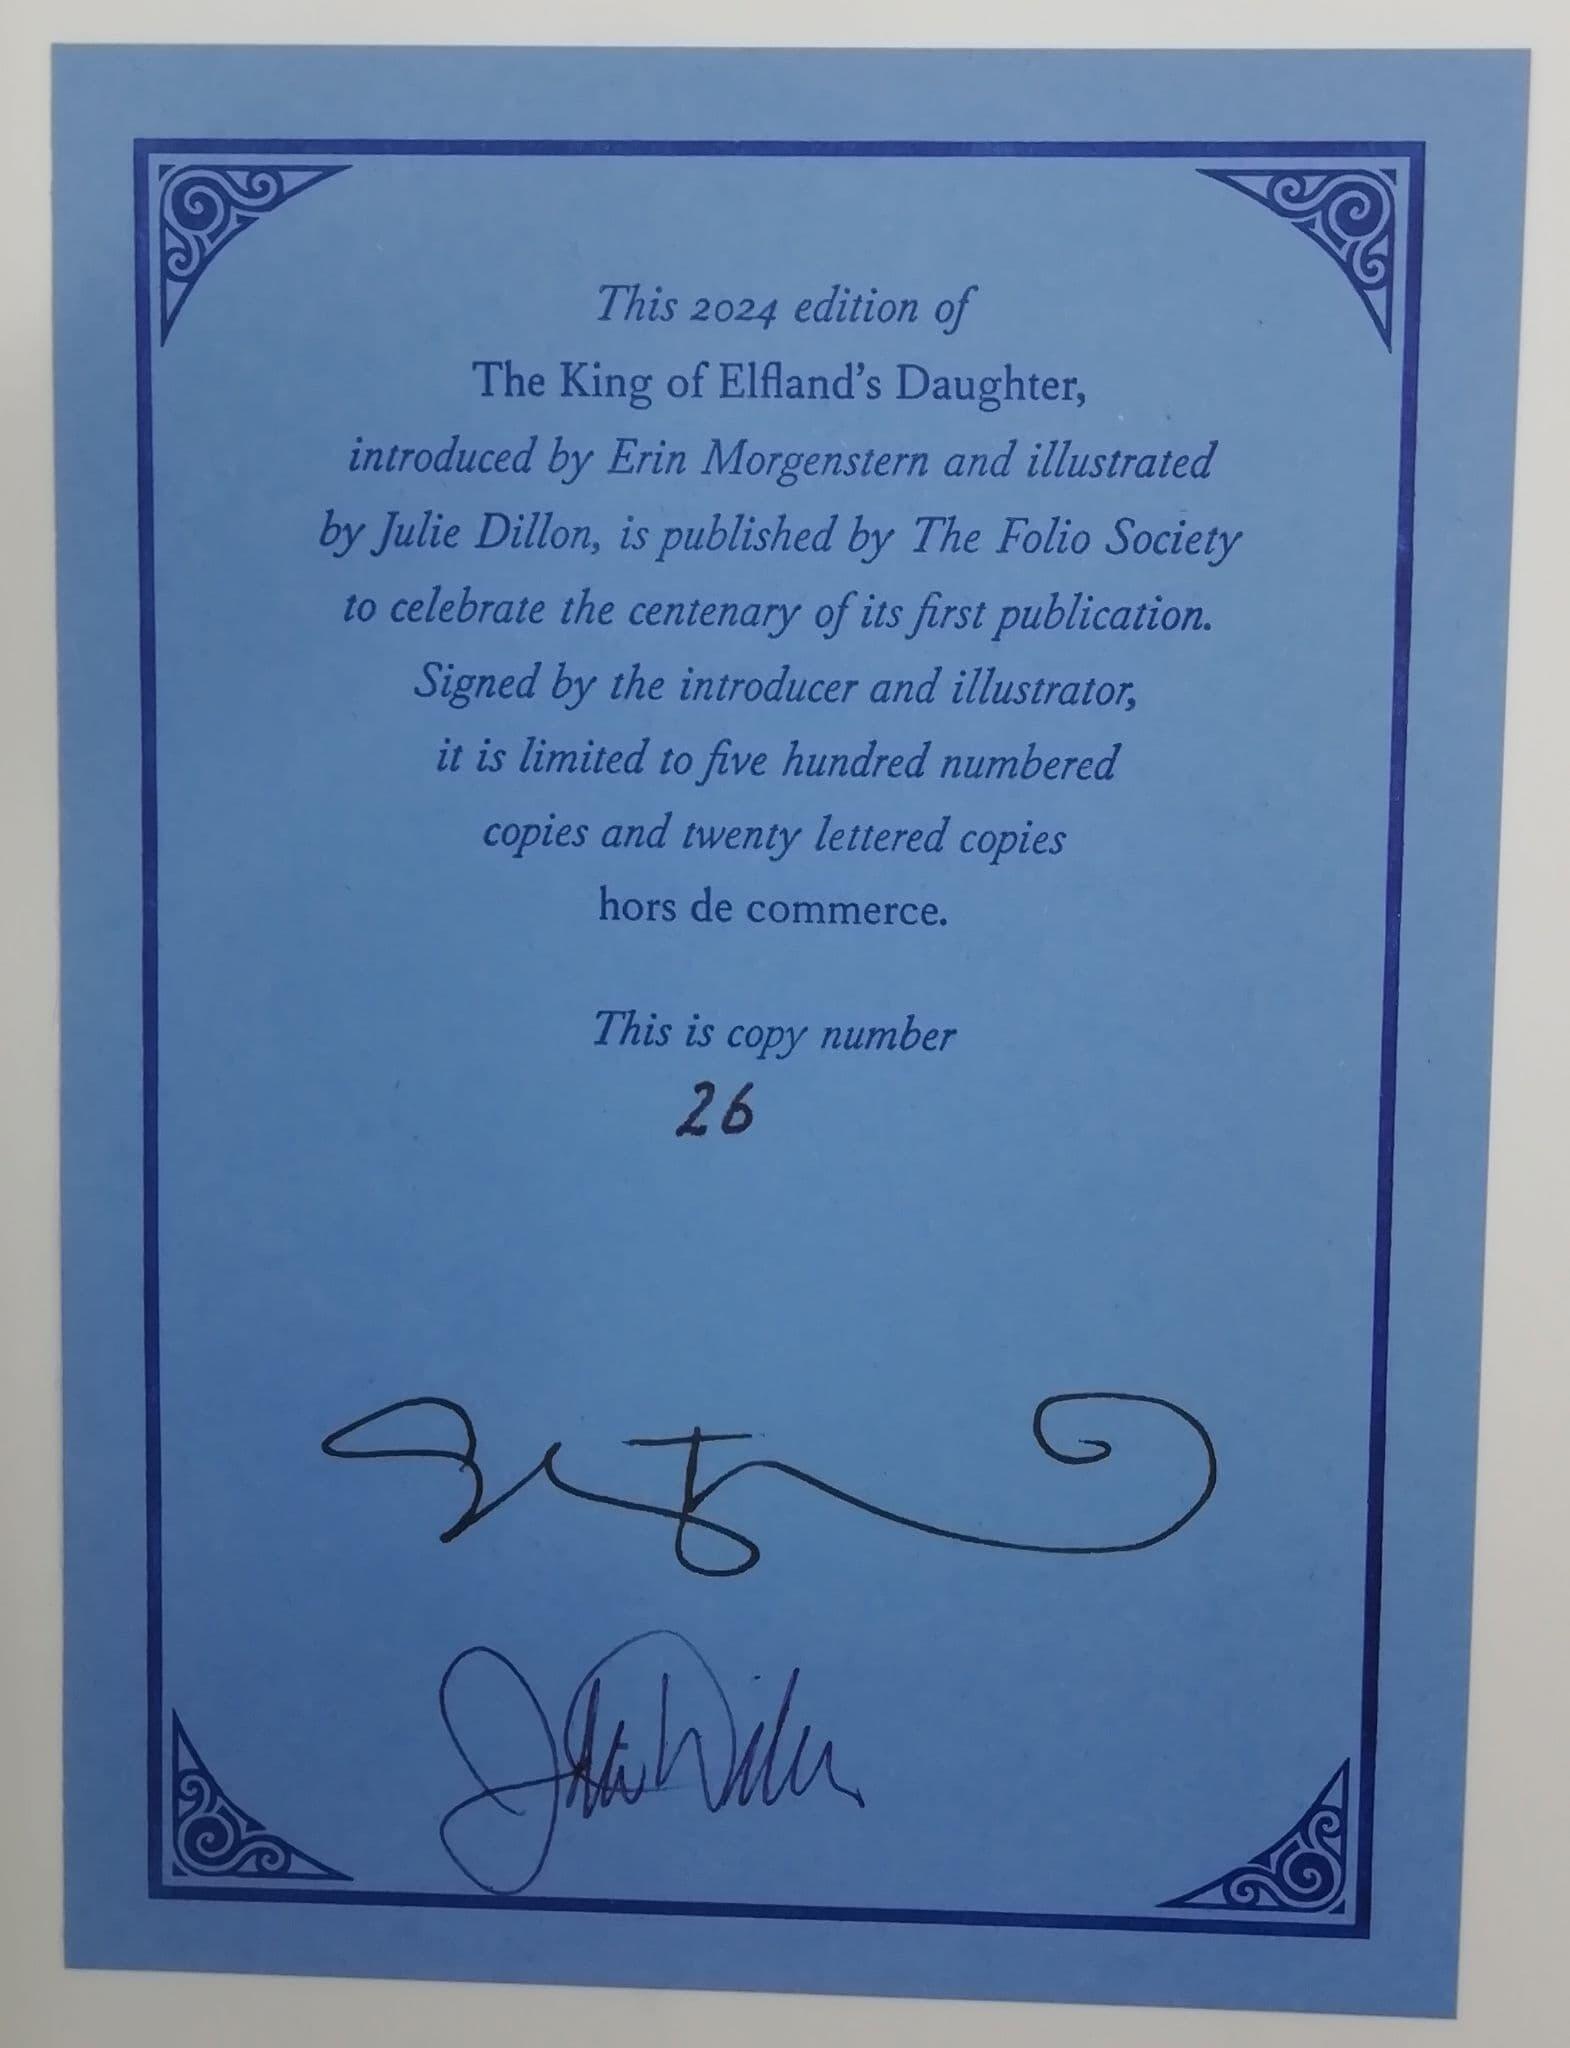 This 2024 edition of
The King of Elfland's Daughter,
introduced by Erin Morgenstern and illustrated
by Julie Dillon, is published by The Folio Society
to celebrate the centenary of its first publication.
Signed by the introducer and illustrator,
it is limited to five hundred numbered
copies and twenty lettered copies
hors de commerce.
This is copy number
26